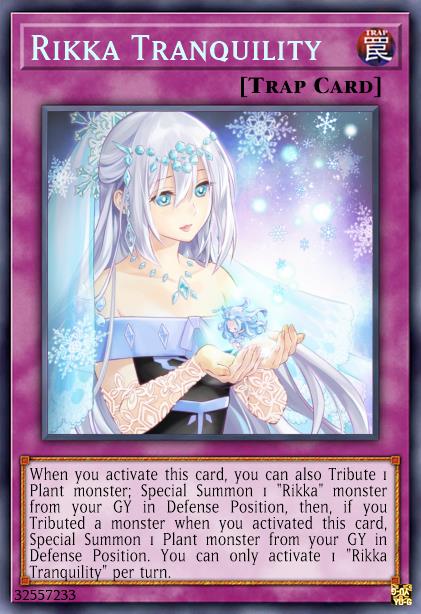 RIKKA TRANQUILITY
TRAP
罠
[TRAP CARD]
When you activate this card, you can also Tribute 1
Plant monster; Special Summon 1 "Rikka" monster
from your GY in Defense Position, then, if you
Tributed a monster when you activated this card,
Special Summon 1 Plant monster from your GY in
Defense Position. You can only activate 1 "Rikka
Tranquility" per turn.
32557233